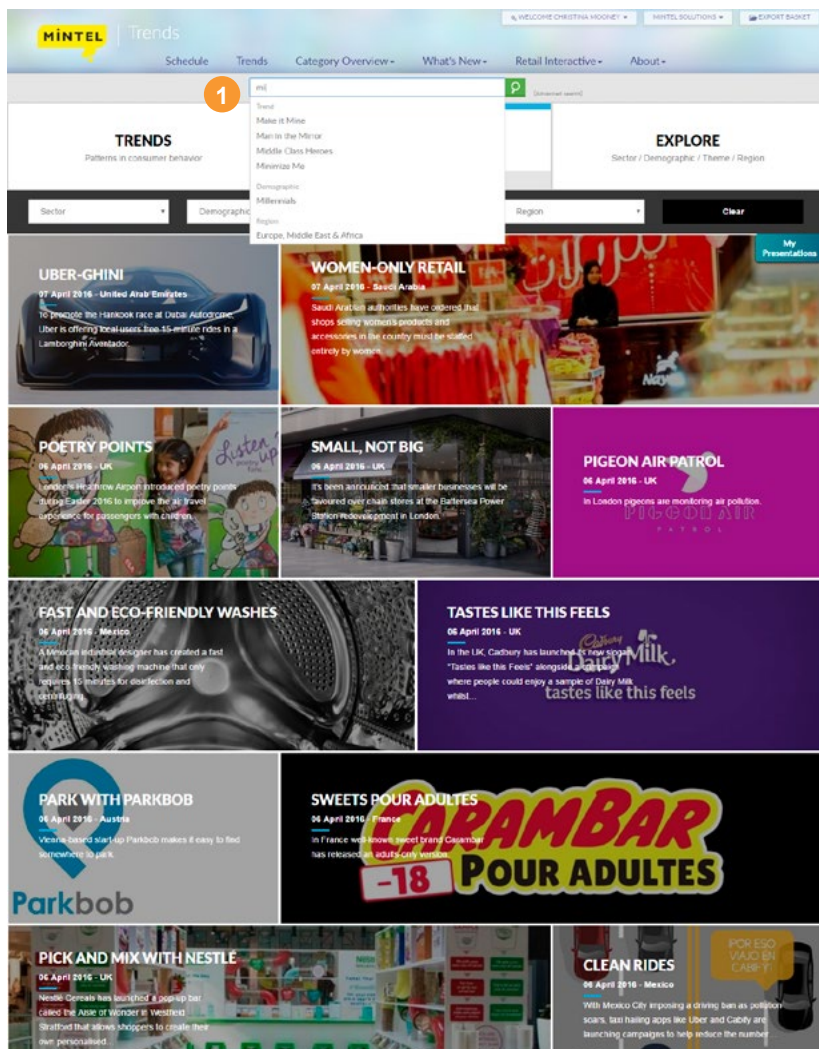 WELCOME CHRISTINA MOONEY
MINTEL SOLUTIONS
EXPORT BASKET
MiNTEL
Trends
Schedule
Trends
Category Overview
What's New
Retail Interactive
About
1
mi
[advanced search]
Trend
Make it Mine
Man in the Mirror
Middle Class Heroes
Minimize Me
Demographic
Millennials
Region
Europe, Middle East & Africa
TRENDS
Patterns in consumer behavior
EXPLORE
Sector / Demographic / Theme / Region
Sector
Demographic
Region
Clear
My
Presentations
UBER-GHINI
07 April 2016 - United Arab Emirates
To promote the Hankook race at Dubai Autodrome,
Uber is offering local users free 15-minute rides in a
Lamborghini Aventador.
WOMEN-ONLY RETAIL
07 April 2016 - Saudi Arabia
Saudi Arabian authorities have ordered that
shops selling women's products and
accessories in the country must be staffed
entirely by women.
Nay
POETRY POINTS
06 April 2016 - UK
London's Heathrow Airport introduced poetry points
during Easter 2016 to improve the air travel
experience for passengers with children.
Listen
SMALL, NOT BIG
06 April 2016 - UK
It's been announced that smaller businesses will be
favoured over chain stores at the Battersea Power
Station redevelopment in London.
PIGEON AIR PATROL
06 April 2016 - UK
In London pigeons are monitoring air pollution.
PIGEON AIR
PATROL
FAST AND ECO-FRIENDLY WASHES
06 April 2016 - Mexico
A Mexican industrial designer has created a fast
and eco-friendly washing machine that only
requires 15 minutes for disinfection and
centrifuging.
TASTES LIKE THIS FEELS
06 April 2016 - UK
In the UK, Cadbury has launched its new slogan
"Tastes like this Feels" alongside a campaign
where people could enjoy a sample of Dairy Milk
whilst...
Cadbury
Dairy Milk
tastes like this feels
PARK WITH PARKBOB
06 April 2016 - Austria
Vienna-based start-up Parkbob makes it easy to find
somewhere to park.
Parkbob
SWEETS POUR ADULTES
06 April 2016 - France
In France well-known sweet brand Carambar
has released an adults-only version.
CARAMBAR
-18
POUR ADULTES
PICK AND MIX WITH NESTLÉ
06 April 2016 - UK
Nestlé Cereals has launched a pop-up bar
called the Aisle of Wonder in Westfield
Stratford that allows shoppers to create their
own personalised...
CLEAN RIDES
06 April 2016 - Mexico
With Mexico City imposing a driving ban as pollution
soars, taxi hailing apps like Uber and Cabify are
launching campaigns to help reduce the number...
¡POR ESO
VIAJO EN
CABIFY!